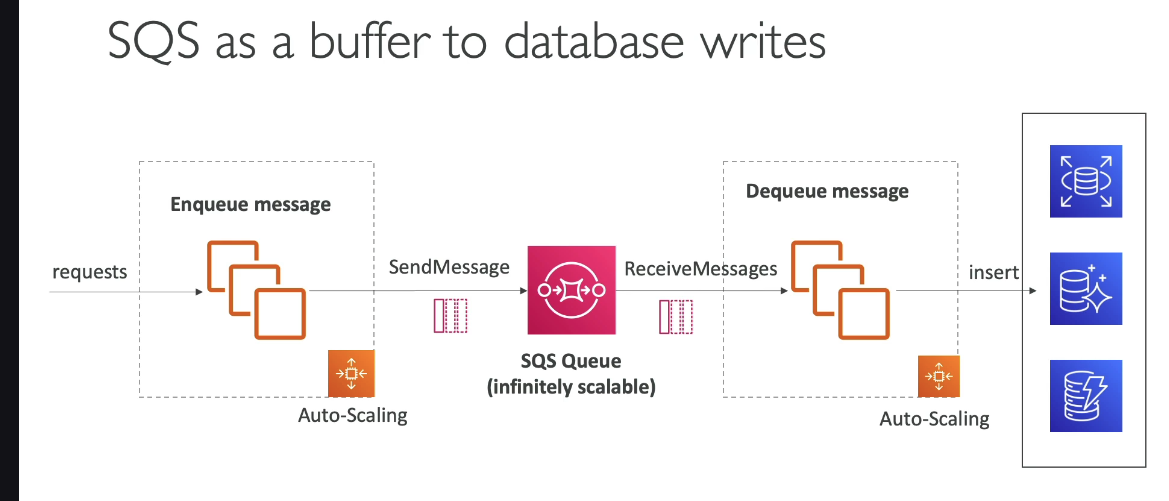 SQS as a buffer to database writes
Enqueue message
Dequeue message
requests
SendMessage
ReceiveMessages
insert
SQS Queue
(infinitely scalable)
Auto-Scaling
Auto-Scaling